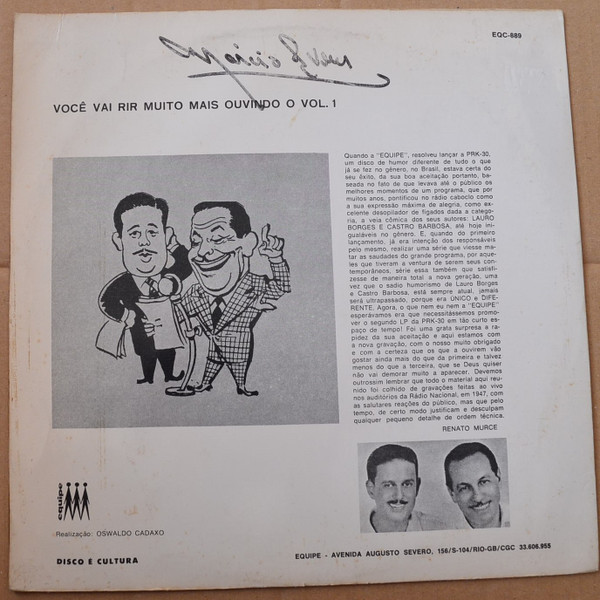 EQC-889
VOCÊ VAI RIR MUITO MAIS OUVINDO O VOL. 1
Quando a "EQUIPE", resolveu lançar a PRK-30,
um disco de humor diferente de tudo o que
já se fez no gênero, no Brasil, estava certa do
seu êxito, da sua boa aceitação portanto, ba-
seada no fato de que levava até o público os
melhores momentos de um programa, que por
muitos anos, pontificou no rádio caboclo como
a sua expressão máxima de alegria, como ex-
celente desopilador de fígados dada a catego-
ria, a veia cômica dos seus autores: LAURO
BORGES E CASTRO BARBOSA, até hoje ini-
gualáveis no gênero. E, quando do primeiro
lançamento, já era intenção dos responsáveis
pelo mesmo, realizar uma série que viesse ma-
tar as saudades do grande programa, por aque-
les que tiveram a ventura de serem seus con-
temporâneos, série essa também que satisfi-
zesse de maneira total a nova geração, uma
vez que o sadio humorismo de Lauro Borges
e Castro Barbosa, está sempre atual, jamais
será ultrapassado, porque era ÚNICO e DIFE-
RENTE. Agora, o que nem eu nem a "EQUIPE"
esperávamos era que necessitássemos promo-
ver o segundo LP da PRK-30 em tão curto es-
paço de tempo! Foi uma grata surpresa a ra-
pidez da sua aceitação e aqui estamos com
a nova gravação, com o nosso muito obrigado
e com a certeza que os que a ouvirem vão
gostar ainda mais do que da primeira e talvez
menos do que a terceira, que se Deus quiser
não vai demorar muito a aparecer. Devemos
outrossim lembrar que todo o material aqui reu-
nido foi colhido de gravações feitas ao vivo
nos auditórios da Rádio Nacional, em 1947, com
as salutares reações do público, mas que pelo
tempo, de certo modo justificam e desculpam
qualquer pequeno detalhe de ordem técnica.
RENATO MURCE
equipe
Realização: OSWALDO CADAXO
DISCO É CULTURA
EQUIPE - AVENIDA AUGUSTO SEVERO, 156/S-104/RIO-GB/CGC 33.606.955